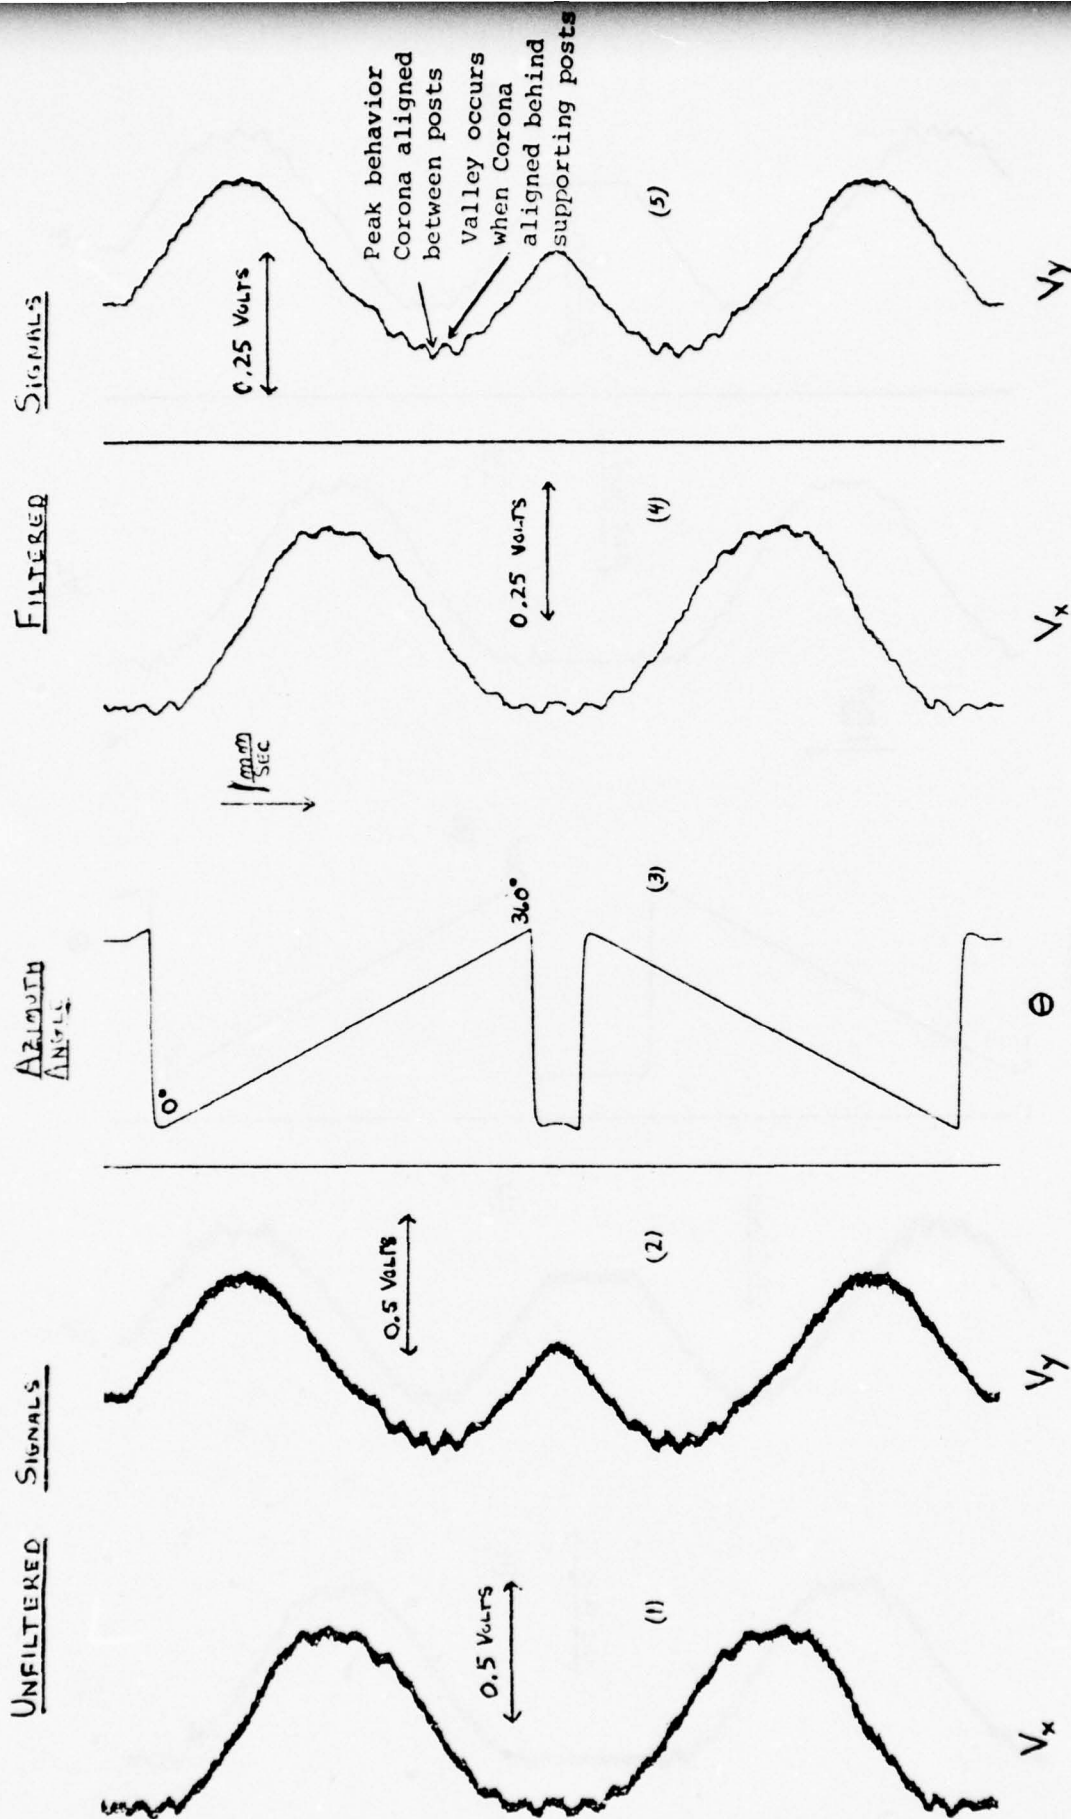 UNFILTERED SIGNALS
AZIMUTH
ANGLE
FILTERED SIGNALS
0.5 VOLTS
(1)
Vx
0.5 VOLTS
(2)
Vy
0°
360°
(3)
Θ
1 mm
SEC
0.25 VOLTS
(4)
Vx
0.25 VOLTS
Peak behavior
Corona aligned
between posts
Valley occurs
when Corona
aligned behind
supporting posts
(5)
Vy